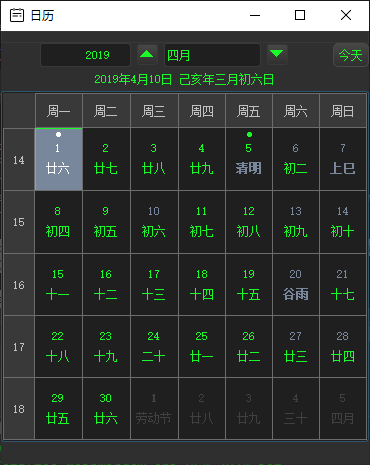 日历
2019 四月 今天
2019年4月10日 己亥年三月初六日
周一 周二 周三 周四 周五 周六 周日
14 1 2 3 4 5 6 7
廿六 廿七 廿八 廿九 清明 初二 上巳
15 8 9 10 11 12 13 14
初四 初五 初六 初七 初八 初九 初十
16 15 16 17 18 19 20 21
十一 十二 十三 十四 十五 谷雨 十七
17 22 23 24 25 26 27 28
十八 十九 二十 廿一 廿二 廿三 廿四
18 29 30 1 2 3 4 5
廿五 廿六 劳动节 廿八 廿九 三十 四月